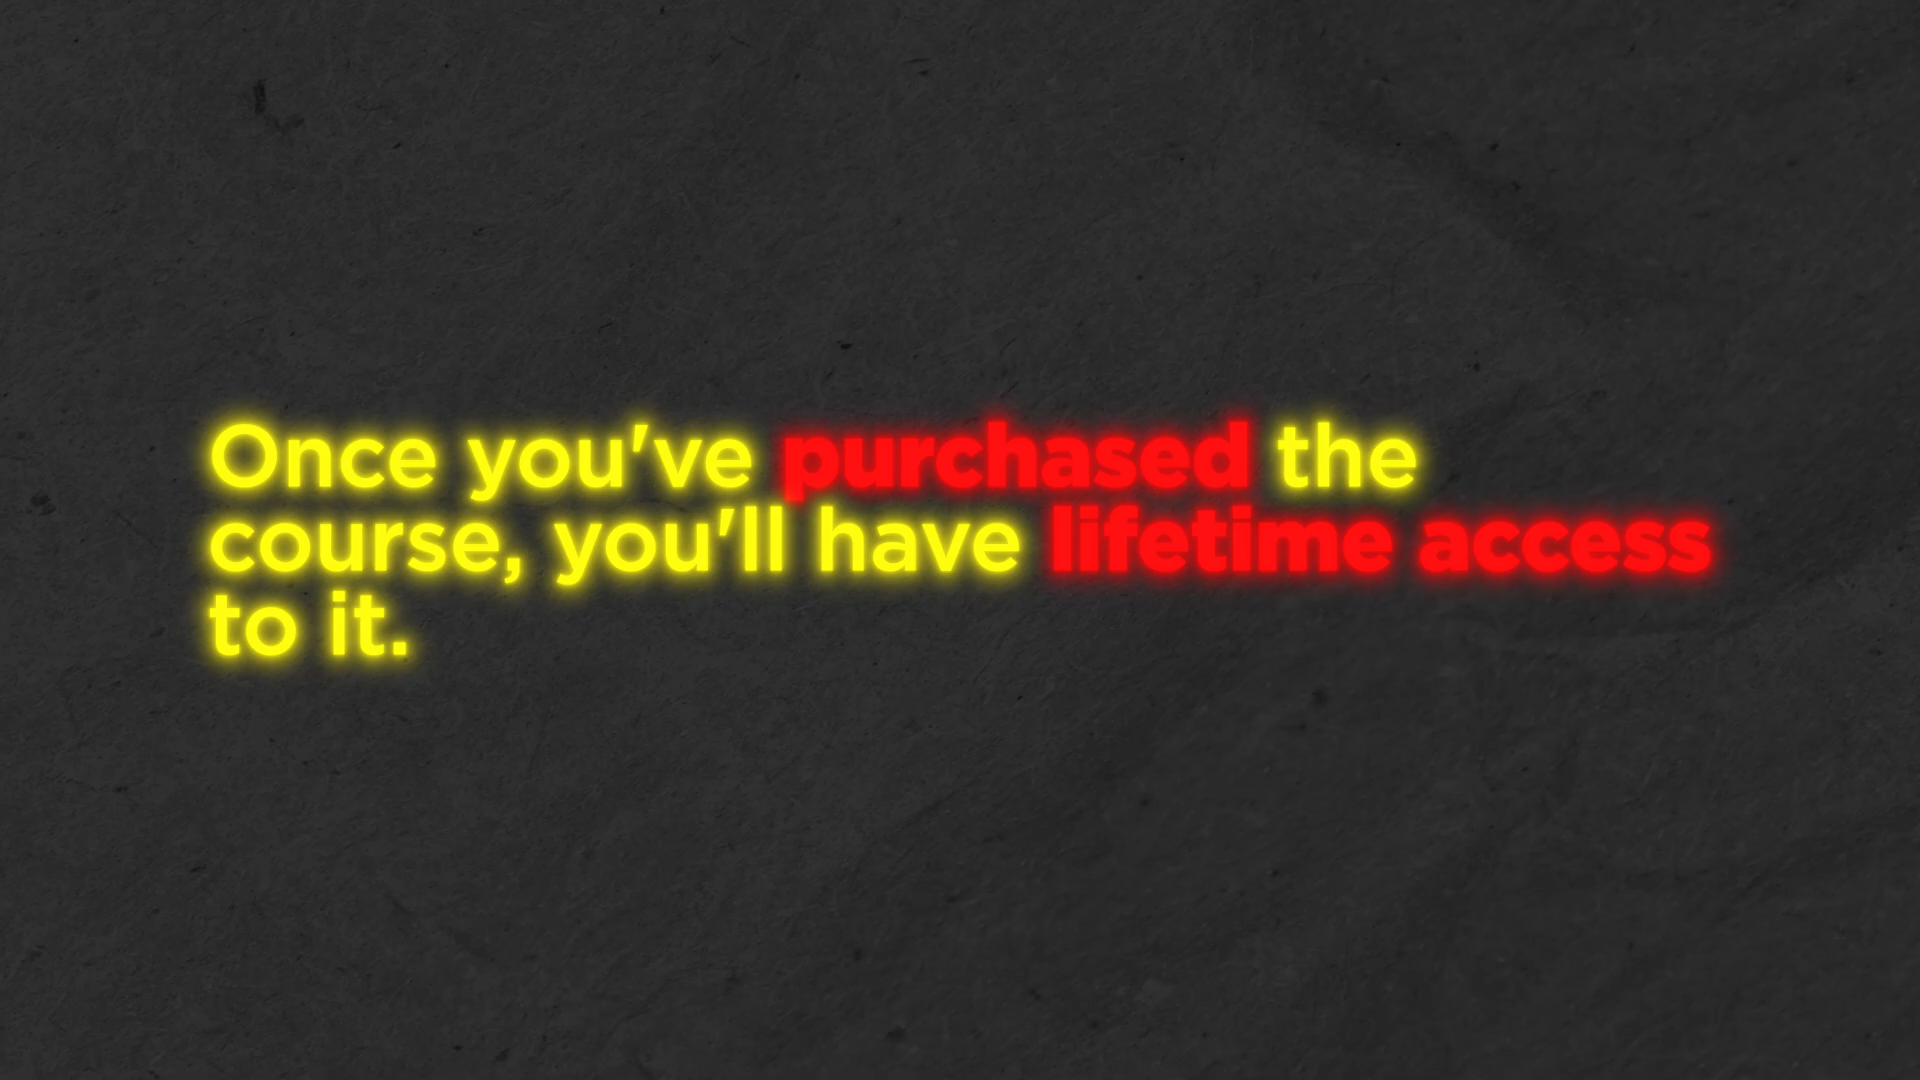 Once you've purchased the
course, you'll have lifetime access
to it.